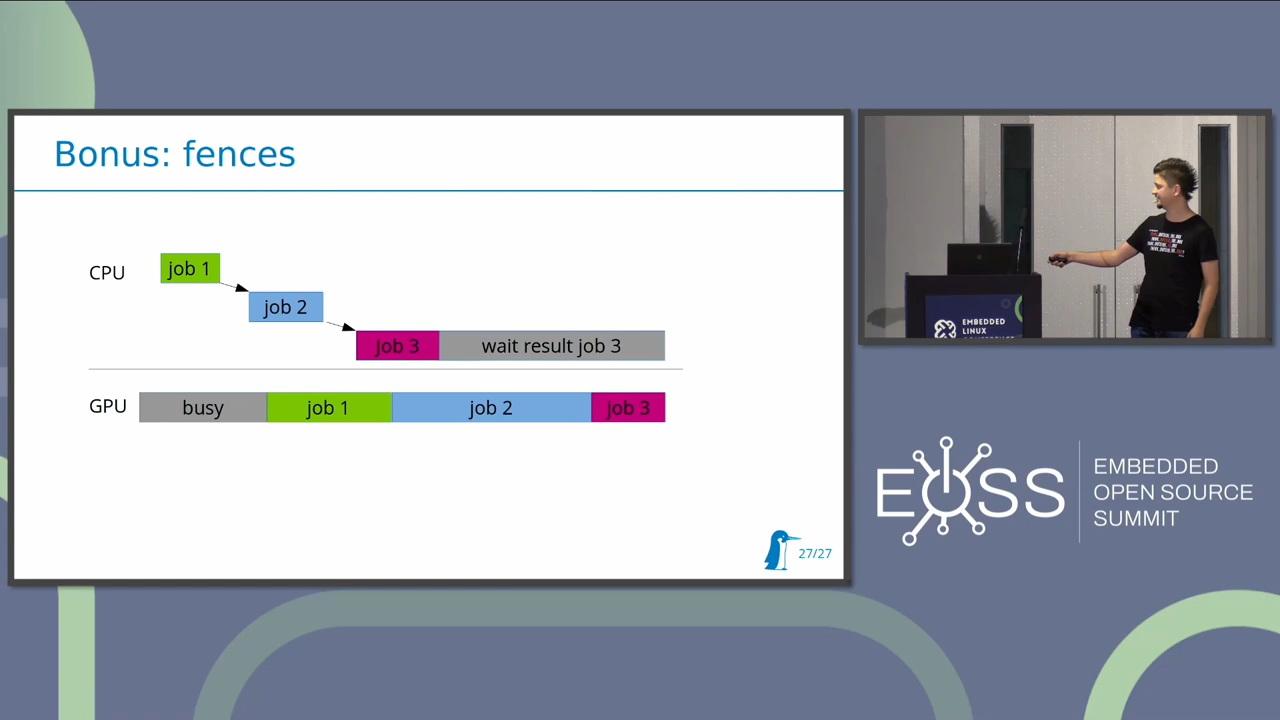 Bonus: fences
CPU
job 1
job 2
job 3
wait result job 3
GPU
busy
job 1
job 2
job 3
27/27
EMBEDDED
LINUX
EOSS
EMBEDDED
OPEN SOURCE
SUMMIT